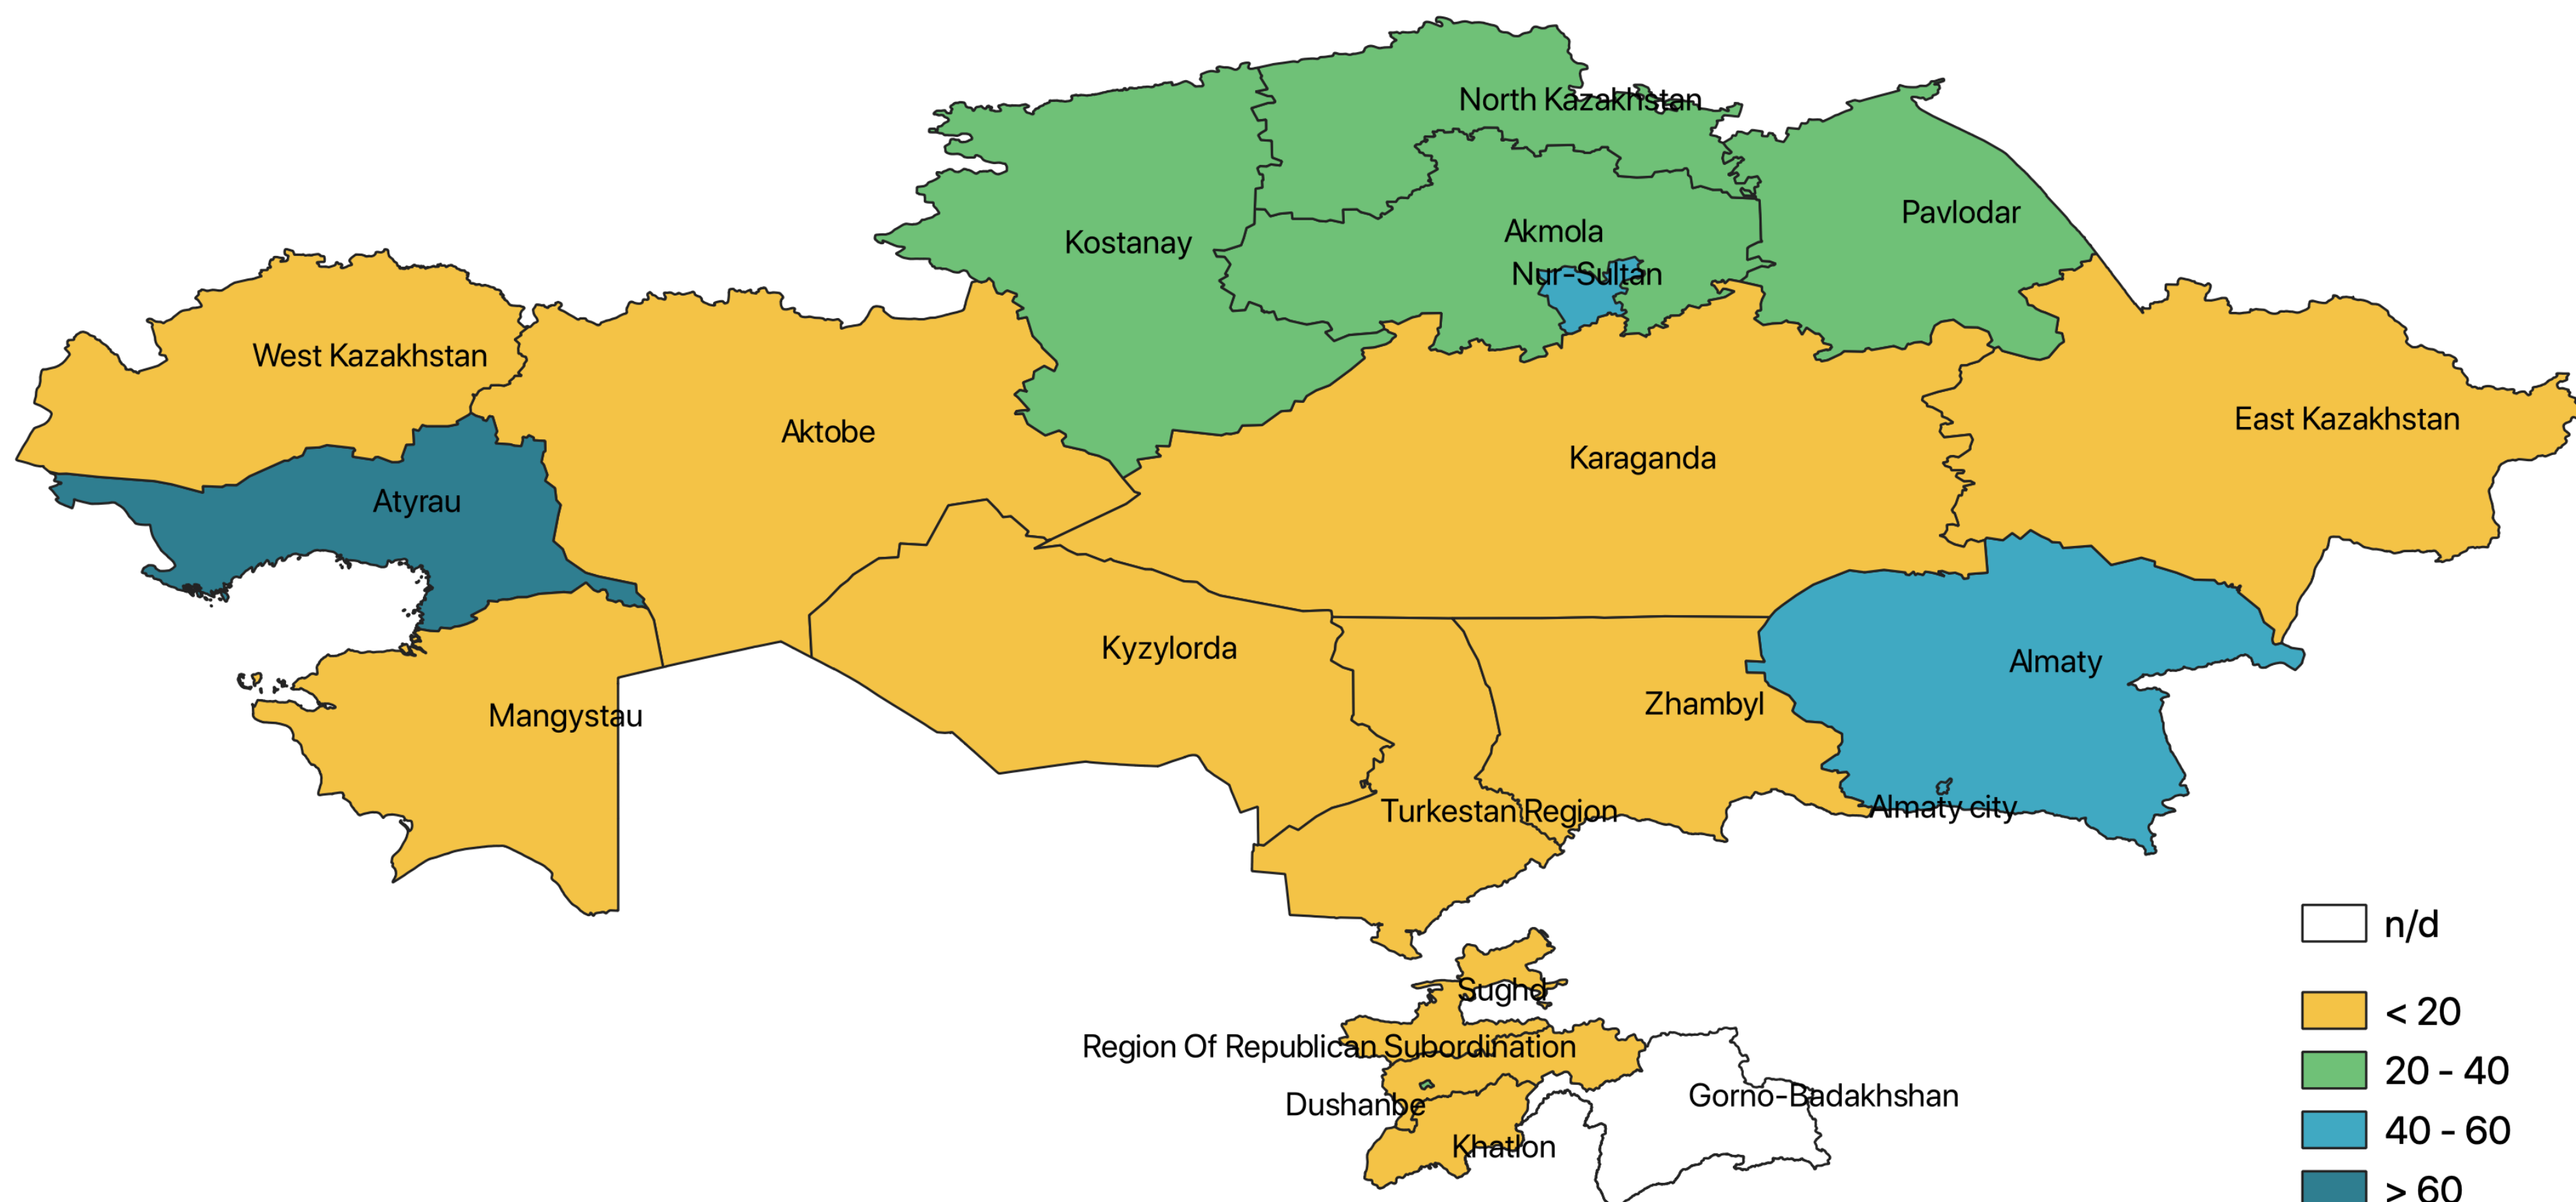 North Kazakhstan
Pavlodar
Akmola
Kostanay
Nur-Sultan
West Kazakhstan
East Kazakhstan
Aktobe
Karaganda
Atyrau
Kyzylorda
Almaty
Zhambyl
Mangystau
Almaty city
Turkestan Region
n/d
Sughd
< 20
Region Of Republican Subordination
20 - 40
Gorno-Badakhshan
Dushanbe
40 - 60
Khatlon
> 60